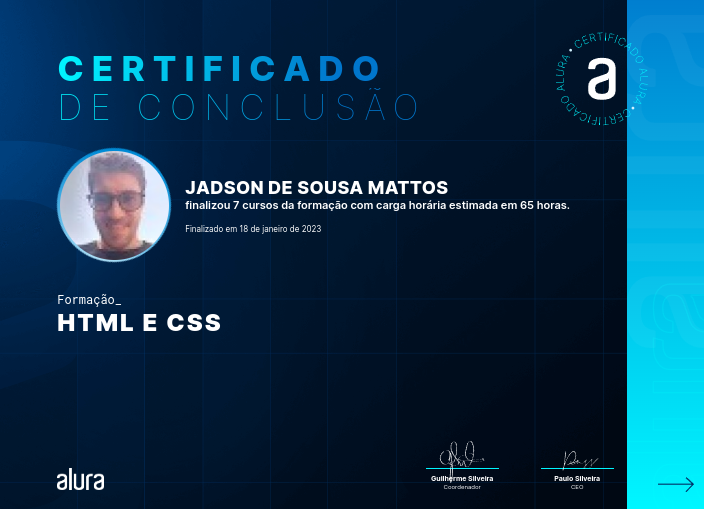 CERTIFICADO
DE CONCLUSÃO
CERTIFICADO ALURA • CERTIFICADO ALURA •
a
JADSON DE SOUSA MATTOS
finalizou 7 cursos da formação com carga horária estimada em 65 horas.
Finalizado em 18 de janeiro de 2023
Formação_
HTML E CSS
alura
Guilherme Silveira
Coordenador
Paulo Silveira
CEO